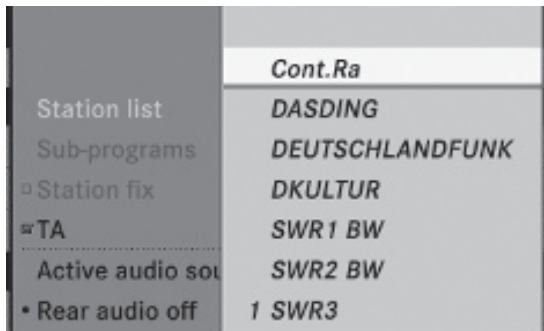 Cont.Ra
Station list
DASDING
Sub-programs
DEUTSCHLANDFUNK
Station fix
DKULTUR
TA
SWR1 BW
Active audio sou
SWR2 BW
Rear audio off
1 SWR3